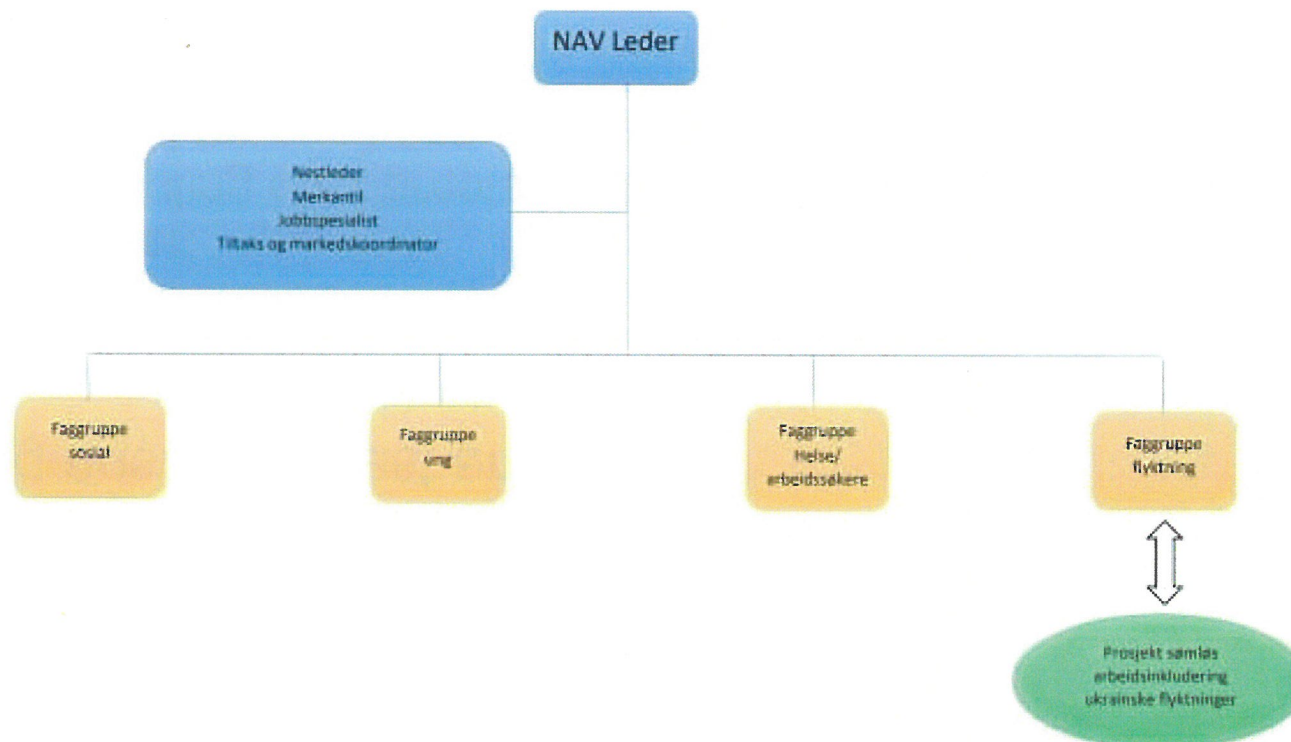 NAV Leder
Nestleder
Merkantil
Jobbspesialist
Tiltaks og markedskoordinator
Faggruppe
sosial
Faggruppe
ung
Faggruppe
Helse/
arbeidssøkere
Faggruppe
flyktning
Prosjekt sømløs
arbeidsinkludering
ukrainske flyktninger